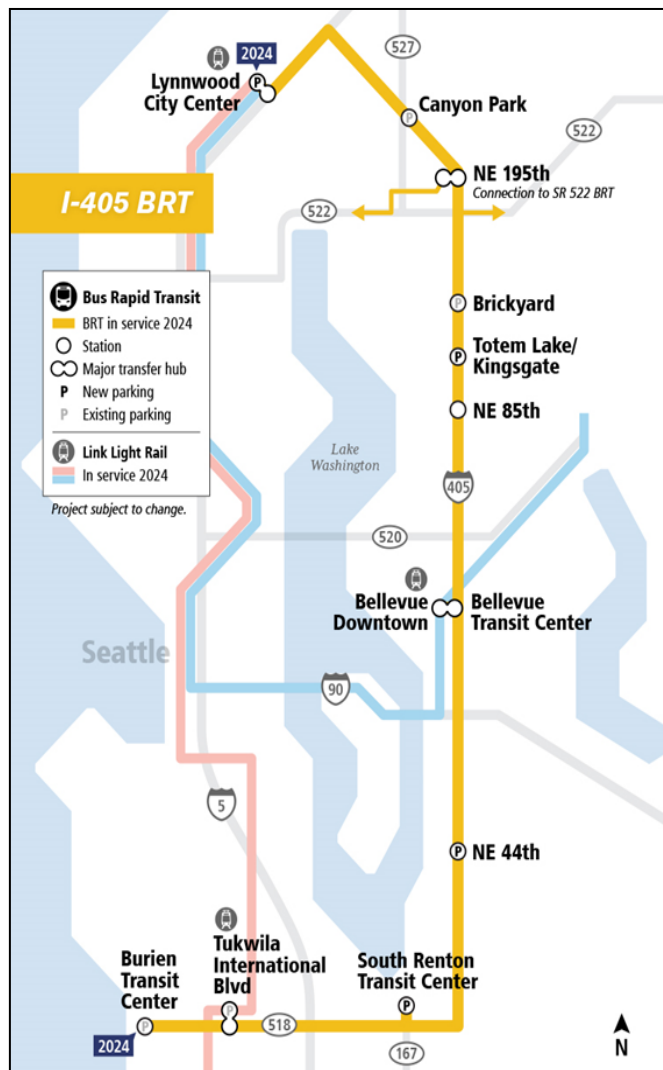 2024
527
Lynnwood
City Center
P
P
Canyon Park
522
NE 195th
Connection to SR 522 BRT
I-405 BRT
522
Bus Rapid Transit
BRT in service 2024
Station
Major transfer hub
P New parking
P Existing parking
Link Light Rail
In service 2024
Project subject to change.
P
Brickyard
P
Totem Lake/
Kingsgate
NE 85th
Lake
Washington
405
520
Bellevue
Downtown
Bellevue
Transit Center
Seattle
90
5
P
NE 44th
Tukwila
International
Blvd
P
Burien
Transit
Center
P
2024
South Renton
Transit Center
P
518
167
N